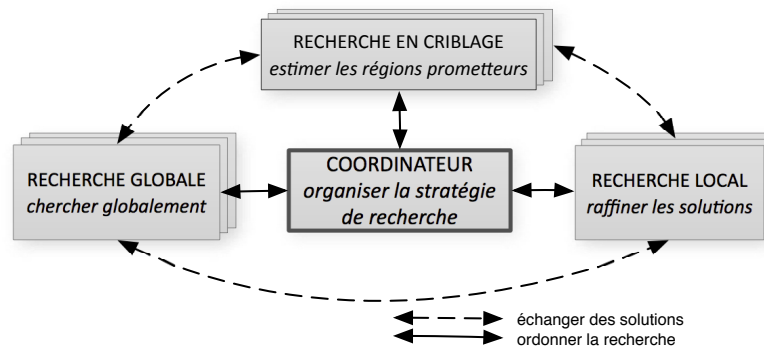 RECHERCHE EN CRIBLAGE
estimer les régions prometteurs
RECHERCHE GLOBALE
chercher globalement
COORDINATEUR
organiser la stratégie
de recherche
RECHERCHE LOCAL
raffiner les solutions
échanger des solutions
ordonner la recherche